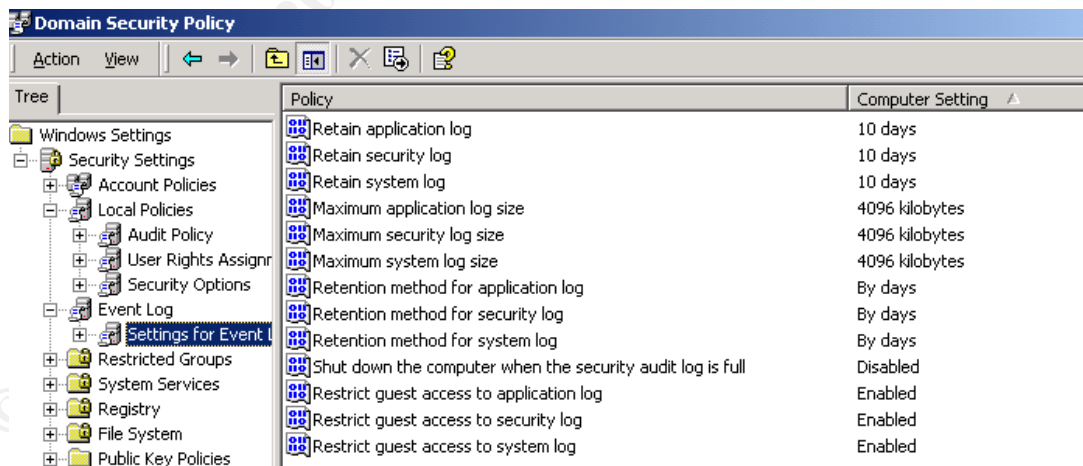 Domain Security Policy
Action View
Tree
Policy Computer Setting
Windows Settings
Security Settings
Account Policies
Local Policies
Audit Policy
User Rights Assignr
Security Options
Event Log
Settings for Event L
Restricted Groups
System Services
Registry
File System
Public Key Policies
Retain application log 10 days
Retain security log 10 days
Retain system log 10 days
Maximum application log size 4096 kilobytes
Maximum security log size 4096 kilobytes
Maximum system log size 4096 kilobytes
Retention method for application log By days
Retention method for security log By days
Retention method for system log By days
Shut down the computer when the security audit log is full Disabled
Restrict guest access to application log Enabled
Restrict guest access to security log Enabled
Restrict guest access to system log Enabled